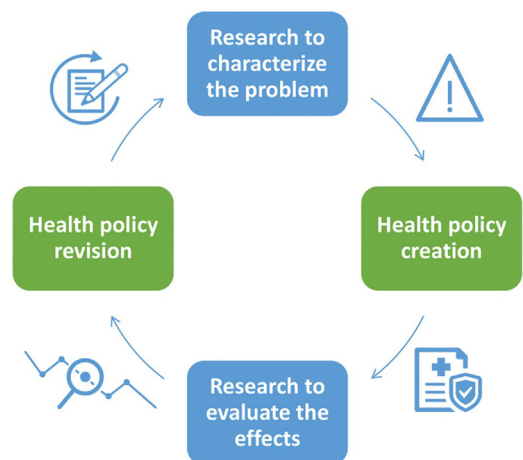 Research to
characterize
the problem
Health policy
creation
Research to
evaluate the
effects
Health policy
revision